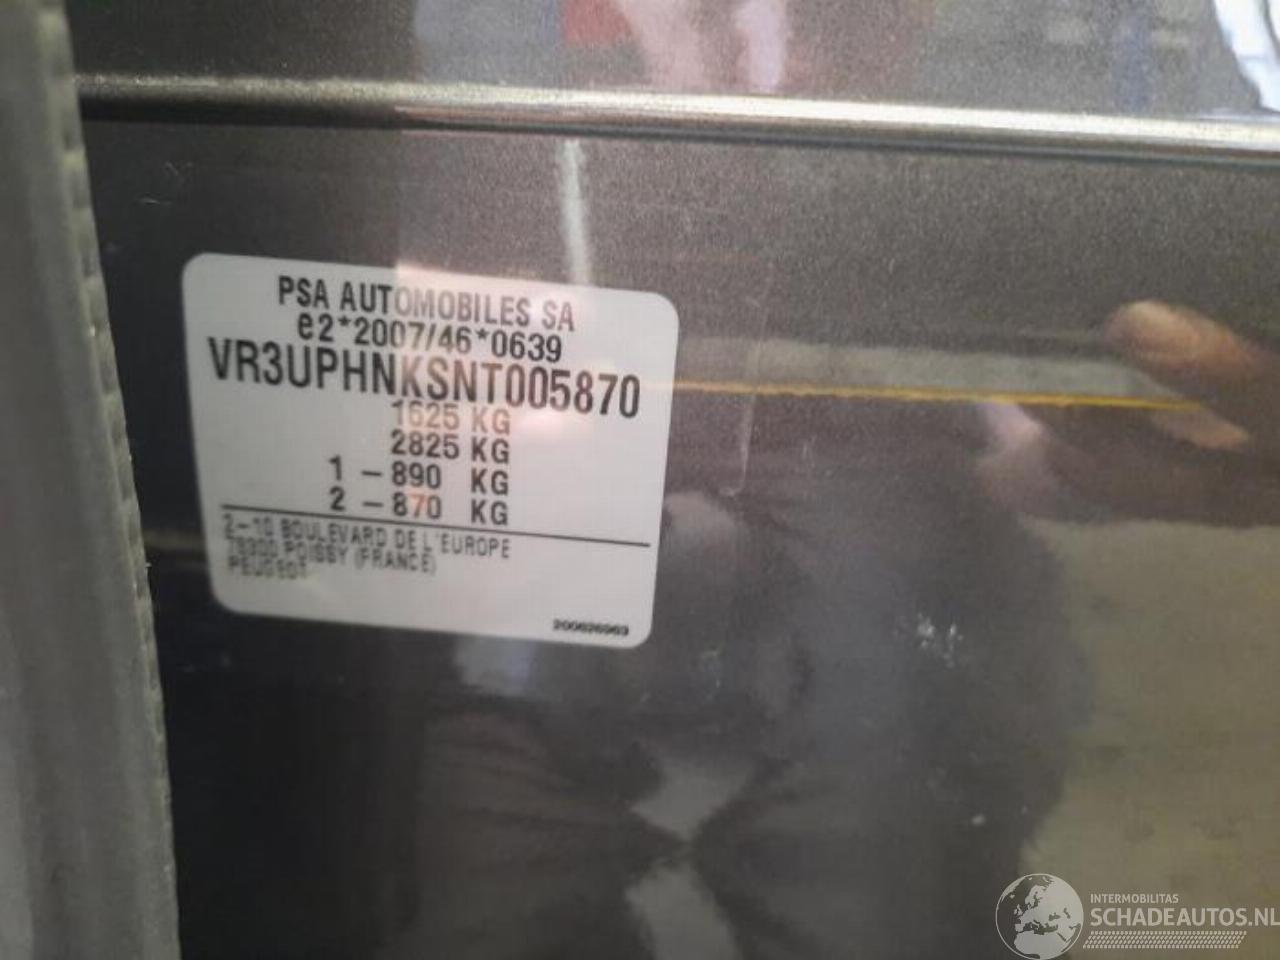 PSA AUTOMOBILES SA
e2*2007/46*0639
VR3UPHNKSNT005870
1625 KG
2825 KG
1 - 890 KG
2 - 870 KG
2-10 BOULEVARD DE L'EUROPE
78300 POISSY (FRANCE)
PEUGEOT
200626963
INTERMOBILITAS
SCHADEAUTOS.NL